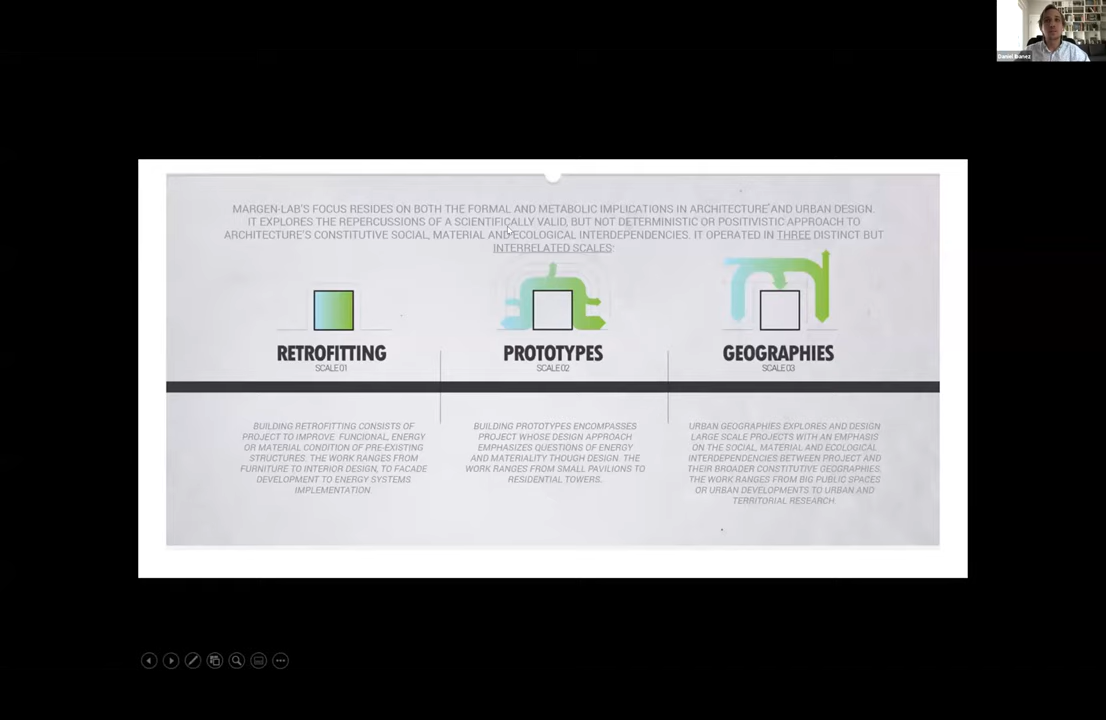 Daniel Ibanez
MARGEN-LAB'S FOCUS RESIDES ON BOTH THE FORMAL AND METABOLIC IMPLICATIONS IN ARCHITECTURE AND URBAN DESIGN.
IT EXPLORES THE REPERCUSSIONS OF A SCIENTIFICALLY VALID, BUT NOT DETERMINISTIC OR POSITIVISTIC APPROACH TO
ARCHITECTURE'S CONSTITUTIVE SOCIAL, MATERIAL AND ECOLOGICAL INTERDEPENDENCIES. IT OPERATED IN THREE DISTINCT BUT
INTERRELATED SCALES:
RETROFITTING
SCALE 01
PROTOTYPES
SCALE 02
GEOGRAPHIES
SCALE 03
BUILDING RETROFITTING CONSISTS OF
PROJECT TO IMPROVE FUNCIONAL, ENERGY
OR MATERIAL CONDITION OF PRE-EXISTING
STRUCTURES. THE WORK RANGES FROM
FURNITURE TO INTERIOR DESIGN, TO FACADE
DEVELOPMENT TO ENERGY SYSTEMS
IMPLEMENTATION.
BUILDING PROTOTYPES ENCOMPASSES
PROJECT WHOSE DESIGN APPROACH
EMPHASIZES QUESTIONS OF ENERGY
AND MATERIALITY THOUGH DESIGN. THE
WORK RANGES FROM SMALL PAVILIONS TO
RESIDENTIAL TOWERS.
URBAN GEOGRAPHIES EXPLORES AND DESIGN
LARGE SCALE PROJECTS WITH AN EMPHASIS
ON THE SOCIAL, MATERIAL AND ECOLOGICAL
INTERDEPENDENCIES BETWEEN PROJECT AND
THEIR BROADER CONSTITUTIVE GEOGRAPHIES.
THE WORK RANGES FROM BIG PUBLIC SPACES
OR URBAN DEVELOPMENTS TO URBAN AND
TERRITORIAL RESEARCH.